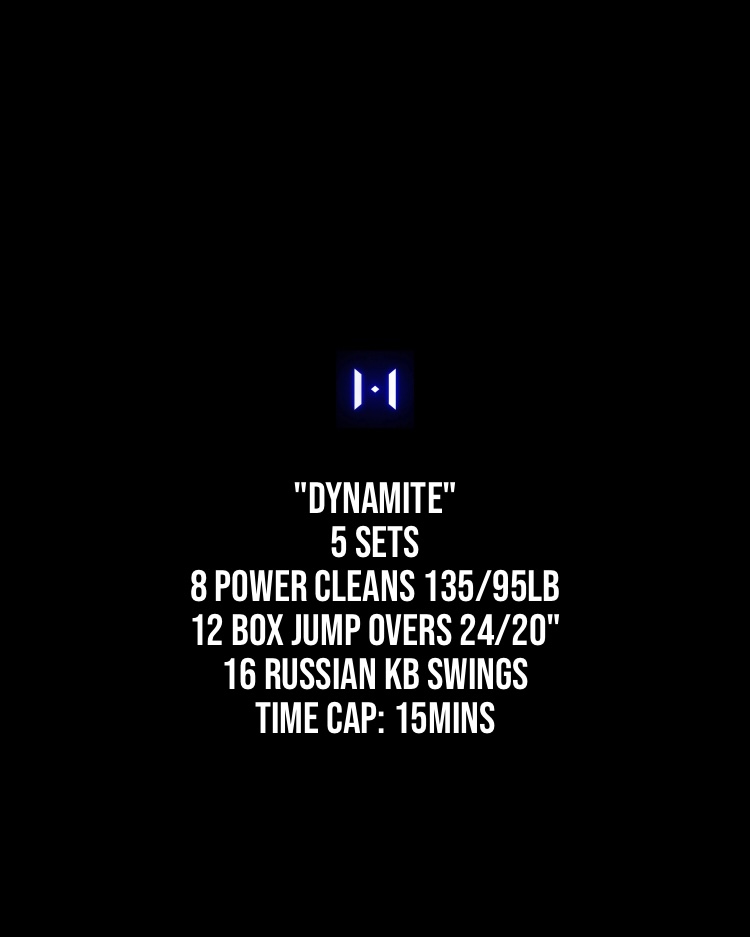 "DYNAMITE"
5 SETS
8 POWER CLEANS 135/95LB
12 BOX JUMP OVERS 24/20"
16 RUSSIAN KB SWINGS
TIME CAP: 15MINS